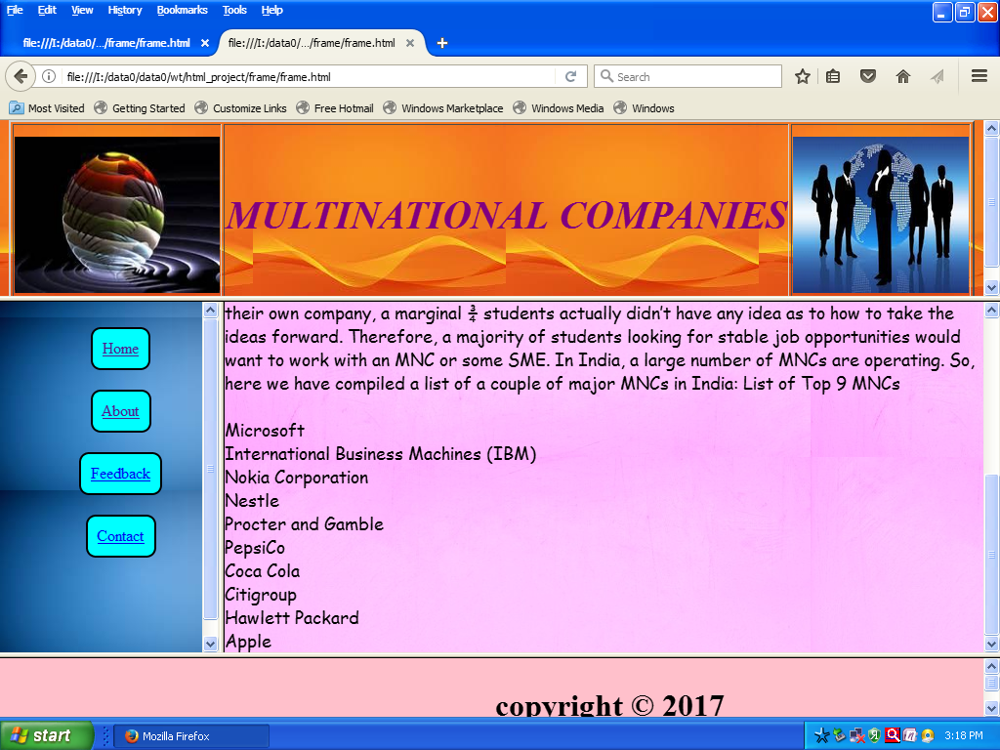 File Edit View History Bookmarks Tools Help
file:///I:/data0/.../frame/frame.html file:///I:/data0/.../frame/frame.html
file:///I:/data0/data0/wt/html_project/frame/frame.html Search
Most Visited Getting Started Customize Links Free Hotmail Windows Marketplace Windows Media Windows
MULTINATIONAL COMPANIES
Home
About
Feedback
Contact
their own company, a marginal ¾ students actually didn’t have any idea as to how to take the
ideas forward. Therefore, a majority of students looking for stable job opportunities would
want to work with an MNC or some SME. In India, a large number of MNCs are operating. So,
here we have compiled a list of a couple of major MNCs in India: List of Top 9 MNCs
Microsoft
International Business Machines (IBM)
Nokia Corporation
Nestle
Procter and Gamble
PepsiCo
Coca Cola
Citigroup
Hawlett Packard
Apple
copyright © 2017
start Mozilla Firefox 3:18 PM